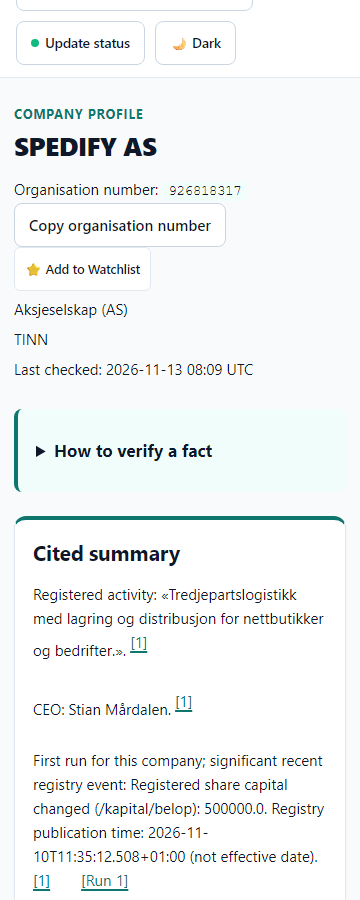 Update status
Dark
COMPANY PROFILE
SPEDIFY AS
Organisation number: 926818317
Copy organisation number
Add to Watchlist
Aksjeselskap (AS)
TINN
Last checked: 2026-11-13 08:09 UTC
How to verify a fact
Cited summary
Registered activity: «Tredjepartslogistikk
med lagring og distribusjon for nettbutikker
og bedrifter.». [1]
CEO: Stian Mårdalen. [1]
First run for this company; significant recent
registry event: Registered share capital
changed (/kapital/belop): 500000.0. Registry
publication time: 2026-11-
10T11:35:12.508+01:00 (not effective date).
[1] [Run 1]